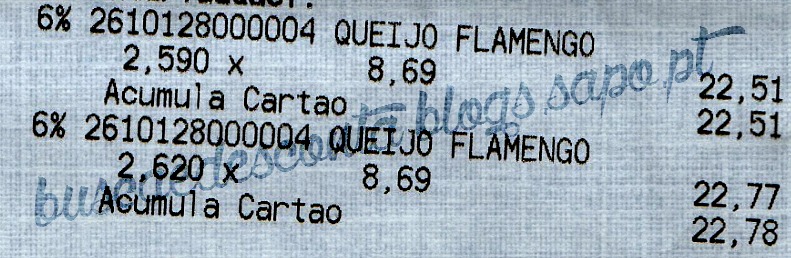 6% 2610128000004 QUEIJO FLAMENGO
2,590 x 8,69 22,51
Acumula Cartao 22,51
6% 2610128000004 QUEIJO FLAMENGO
2,620 x 8,69 22,77
Acumula Cartao 22,78
buscaedesconta.blogs.sapo.pt